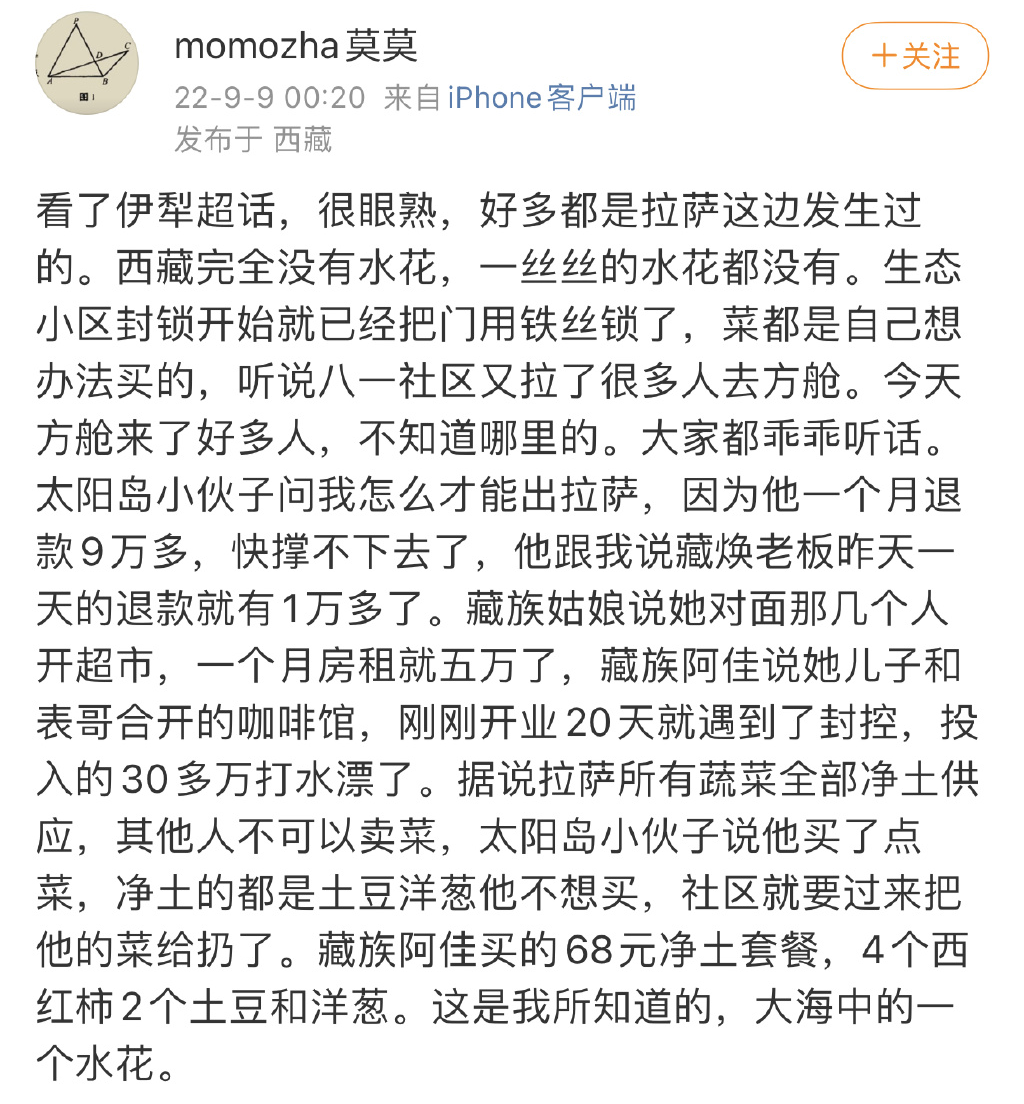 momozha莫莫
+关注
22-9-9 00:20 来自 iPhone客户端
发布于 西藏
P
D
C
A
B
图1
看了伊犁超话，很眼熟，好多都是拉萨这边发生过
的。西藏完全没有水花，一丝丝的水花都没有。生态
小区封锁开始就已经把门用铁丝锁了，菜都是自己想
办法买的，听说八一社区又拉了很多人去方舱。今天
方舱来了好多人，不知道哪里的。大家都乖乖听话。
太阳岛小伙子问我怎么才能出拉萨，因为他一个月退
款9万多，快撑不下去了，他跟我说藏焕老板昨天一
天的退款就有1万多了。藏族姑娘说她对面那几个人
开超市，一个月房租就五万了，藏族阿佳说她儿子和
表哥合开的咖啡馆，刚刚开业20天就遇到了封控，投
入的30多万打水漂了。据说拉萨所有蔬菜全部净土供
应，其他人不可以卖菜，太阳岛小伙子说他买了点
菜，净土的都是土豆洋葱他不想买，社区就要过来把
他的菜给扔了。藏族阿佳买的68元净土套餐，4个西
红柿2个土豆和洋葱。这是我所知道的，大海中的一
个水花。